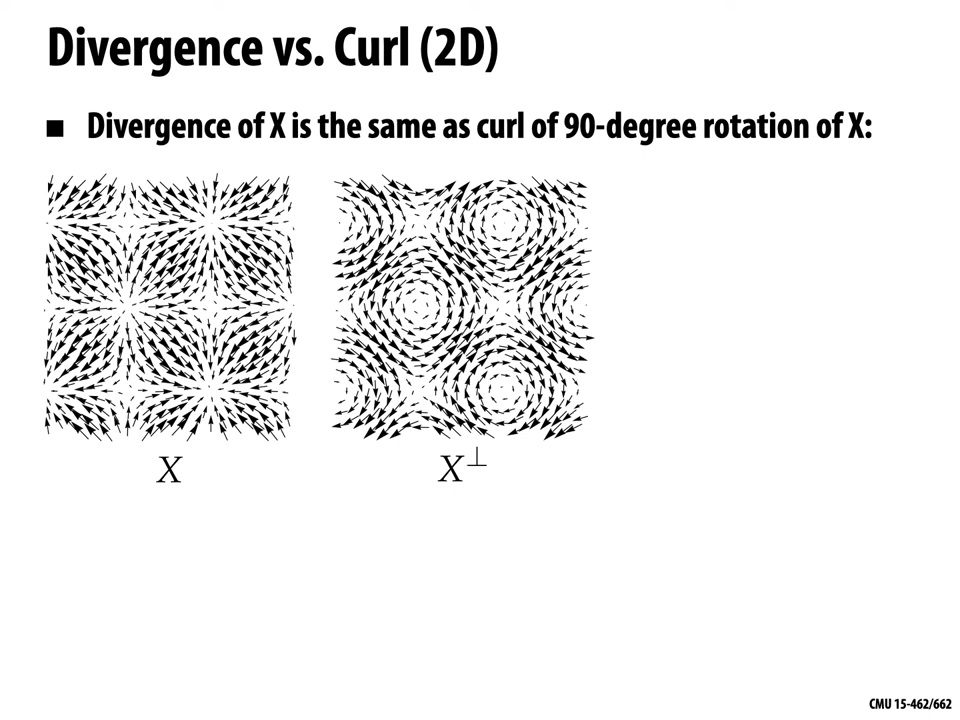 Divergence vs. Curl (2D)
■ Divergence of X is the same as curl of 90-degree rotation of X:
X
X⊥
CMU 15-462/662